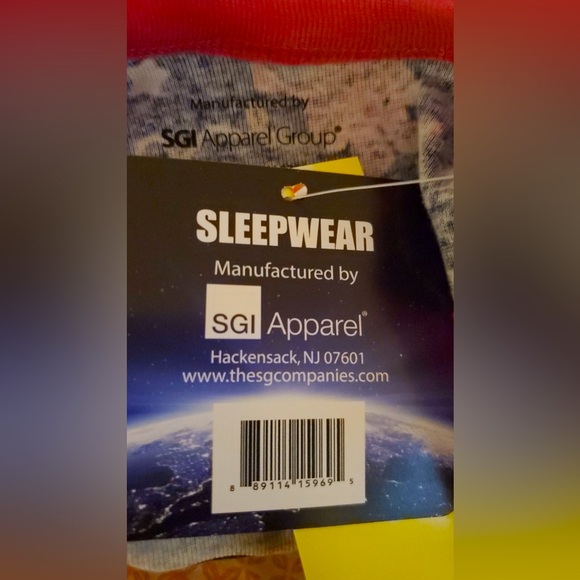 Manufactured by
SGI Apparel Group®
SLEEPWEAR
Manufactured by
SGI Apparel®
Hackensack, NJ 07601
www.thesgcompanies.com
8 89114 15969 5